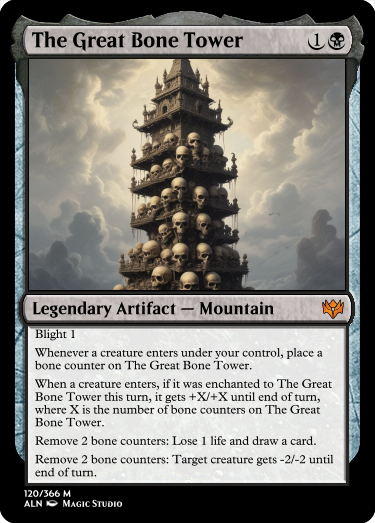 The Great Bone Tower 1
Legendary Artifact — Mountain
Blight 1
Whenever a creature enters under your control, place a
bone counter on The Great Bone Tower.
When a creature enters, if it was enchanted to The Great
Bone Tower this turn, it gets +X/+X until end of turn,
where X is the number of bone counters on The Great
Bone Tower.
Remove 2 bone counters: Lose 1 life and draw a card.
Remove 2 bone counters: Target creature gets -2/-2 until
end of turn.
120/366 M
ALN Magic Studio